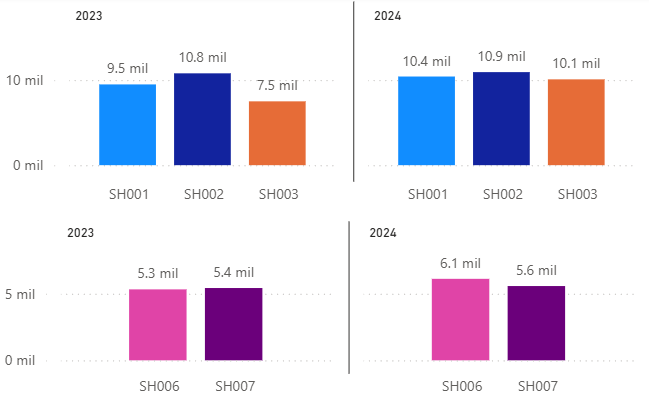 2023
2024
9.5 mil
10.8 mil
7.5 mil
10.4 mil
10.9 mil
10.1 mil
10 mil
0 mil
SH001
SH002
SH003
SH001
SH002
SH003
2023
2024
5.3 mil
5.4 mil
6.1 mil
5.6 mil
5 mil
0 mil
SH006
SH007
SH006
SH007